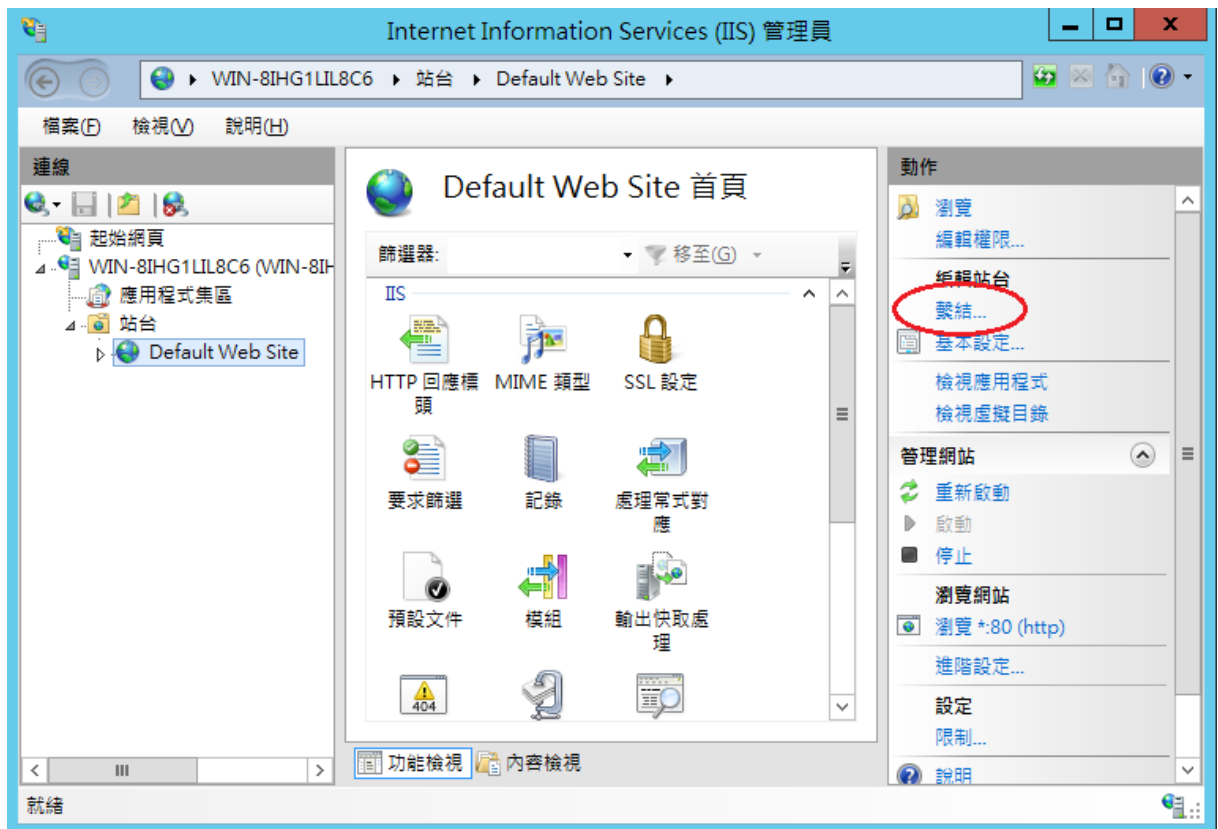 Internet Information Services (IIS) 管理員
WIN-8IHG1LIL8C6 站台 Default Web Site
檔案(F) 檢視(V) 說明(H)
連線
起始網頁
WIN-8IHG1LIL8C6 (WIN-8IH
應用程式集區
站台
Default Web Site
Default Web Site 首頁
篩選器: 移至(G)
IIS
HTTP 回應標
頭
MIME 類型
SSL 設定
要求篩選
記錄
處理常式對
應
預設文件
模組
輸出快取處
理
404
功能檢視 內容檢視
動作
瀏覽
編輯權限...
編輯站台
繫結...
基本設定...
檢視應用程式
檢視虛擬目錄
管理網站
重新啟動
啟動
停止
瀏覽網站
瀏覽 *:80 (http)
進階設定...
設定
限制...
說明
就緒